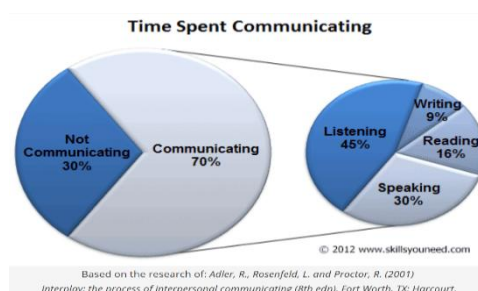 Time Spent Communicating
Not
Communicating
30%
Communicating
70%
Listening
45%
Writing
9%
Reading
16%
Speaking
30%
© 2012 www.skillsyouneed.com
Based on the research of: Adler, R., Rosenfeld, L. and Proctor, R. (2001)
Interplay: the process of interpersonal communicating (8th edn), Fort Worth, TX: Harcourt.